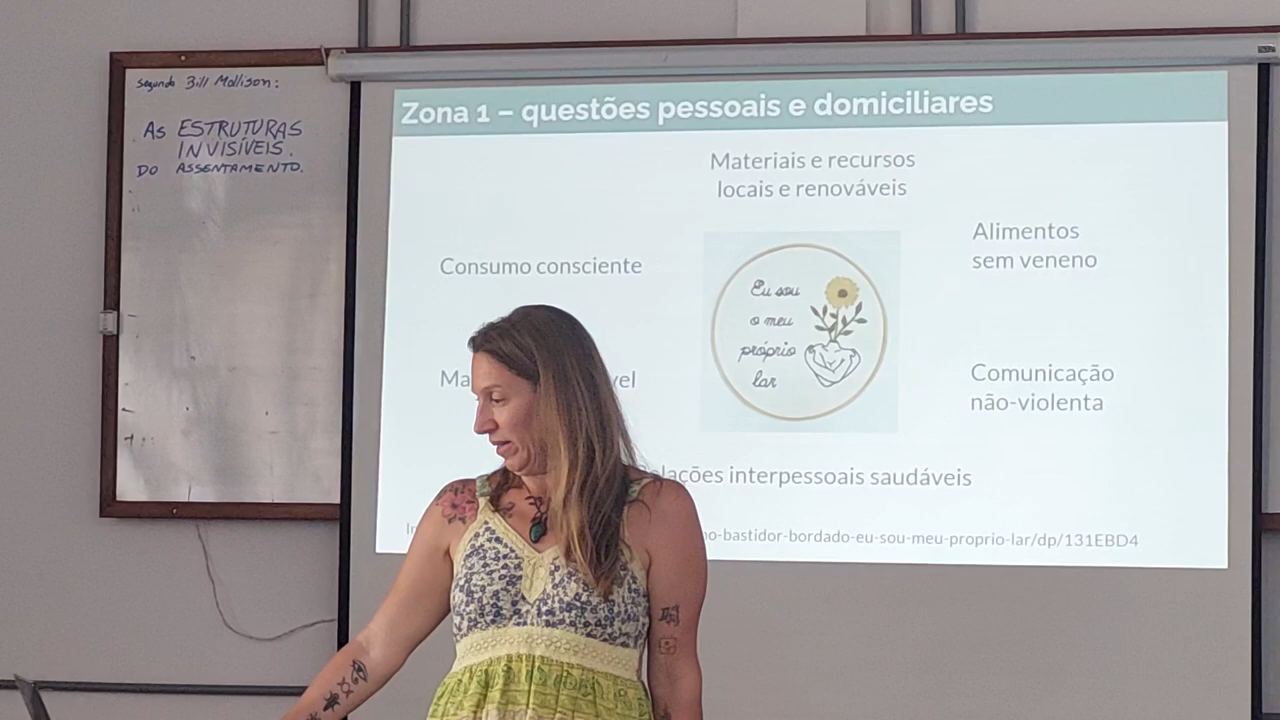 Segundo Bill Mollison:
As ESTRUTURAS
INVISÍVEIS.
DO ASSENTAMENTO.
Zona 1 – questões pessoais e domiciliares
Materiais e recursos
locais e renováveis
Alimentos
sem veneno
Consumo consciente
Eu sou
o meu
próprio
lar
Comunicação
não-violenta
interpessoais saudáveis
-bastidor-bordado-eu-sou-meu-proprio-lar/dp/131EBD4